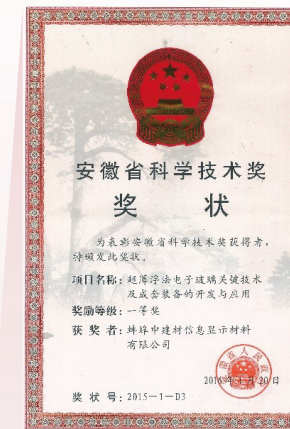 安徽省科学技术奖
奖 状
为表彰安徽省科学技术奖获得者，
特颁发此奖状。
项目名称：超薄浮法电子玻璃关键技术
及成套装备的开发与应用
奖励等级：一等奖
获 奖 者：蚌埠中建材信息显示材料
有限公司
奖 状 号：2015-1-D3